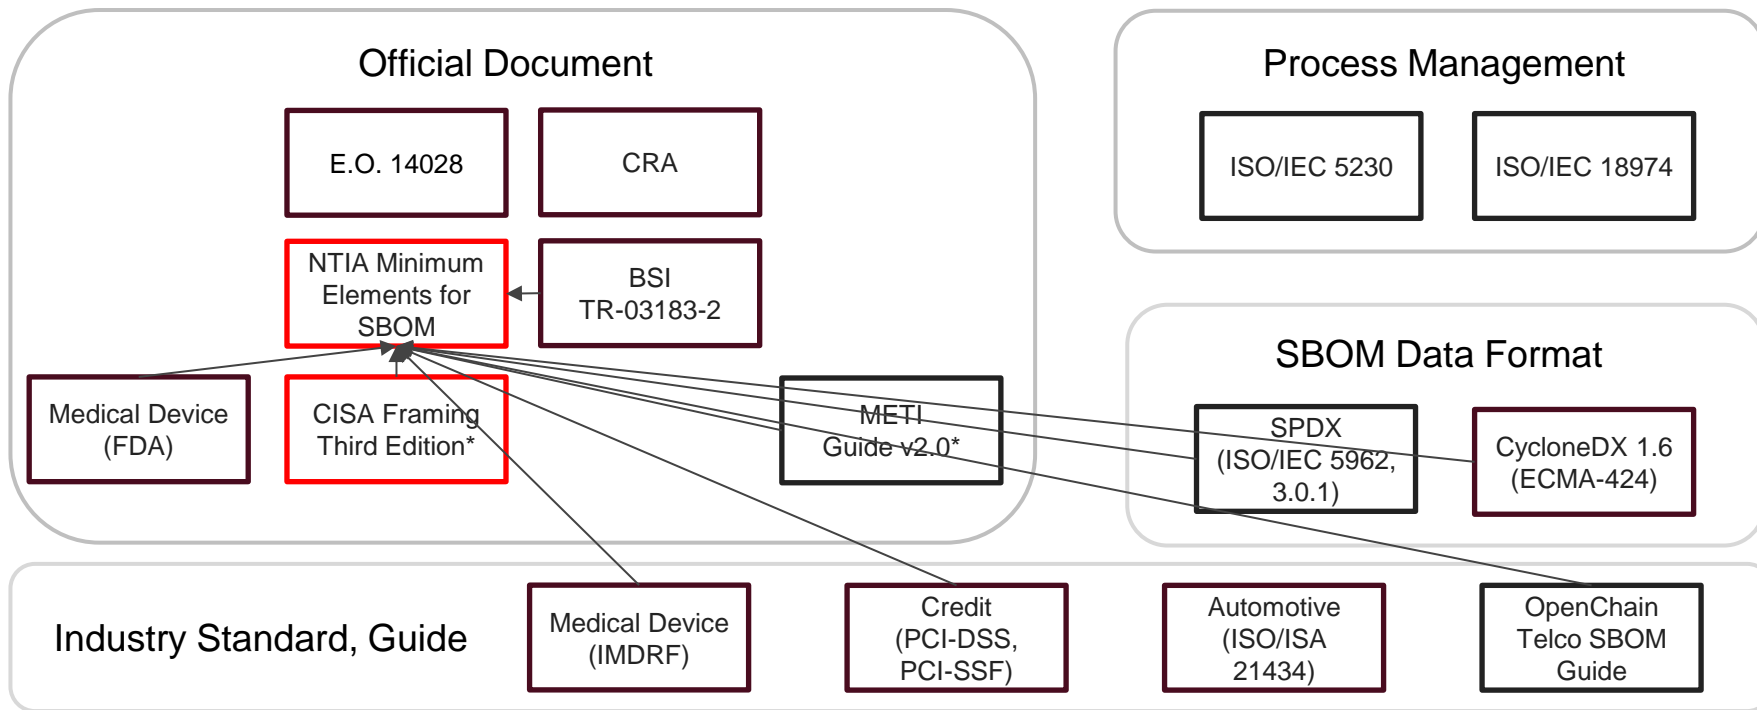 Official Document
E.O. 14028
CRA
NTIA Minimum
Elements for
SBOM
BSI
TR-03183-2
Medical Device
(FDA)
CISA Framing
Third Edition*
METI
Guide v2.0*
Process Management
ISO/IEC 5230
ISO/IEC 18974
SBOM Data Format
SPDX
(ISO/IEC 5962,
3.0.1)
CycloneDX 1.6
(ECMA-424)
Industry Standard, Guide
Medical Device
(IMDRF)
Credit
(PCI-DSS,
PCI-SSF)
Automotive
(ISO/ISA
21434)
OpenChain
Telco SBOM
Guide